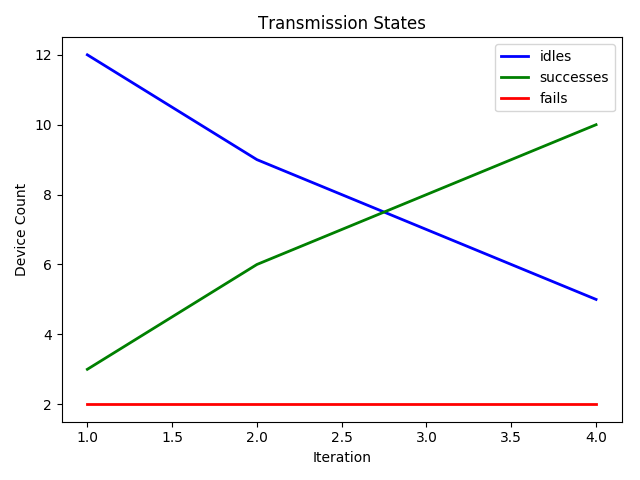 Transmission States
idles
successes
fails
Device Count
12
10
8
6
4
2
1.0 1.5 2.0 2.5 3.0 3.5 4.0
Iteration